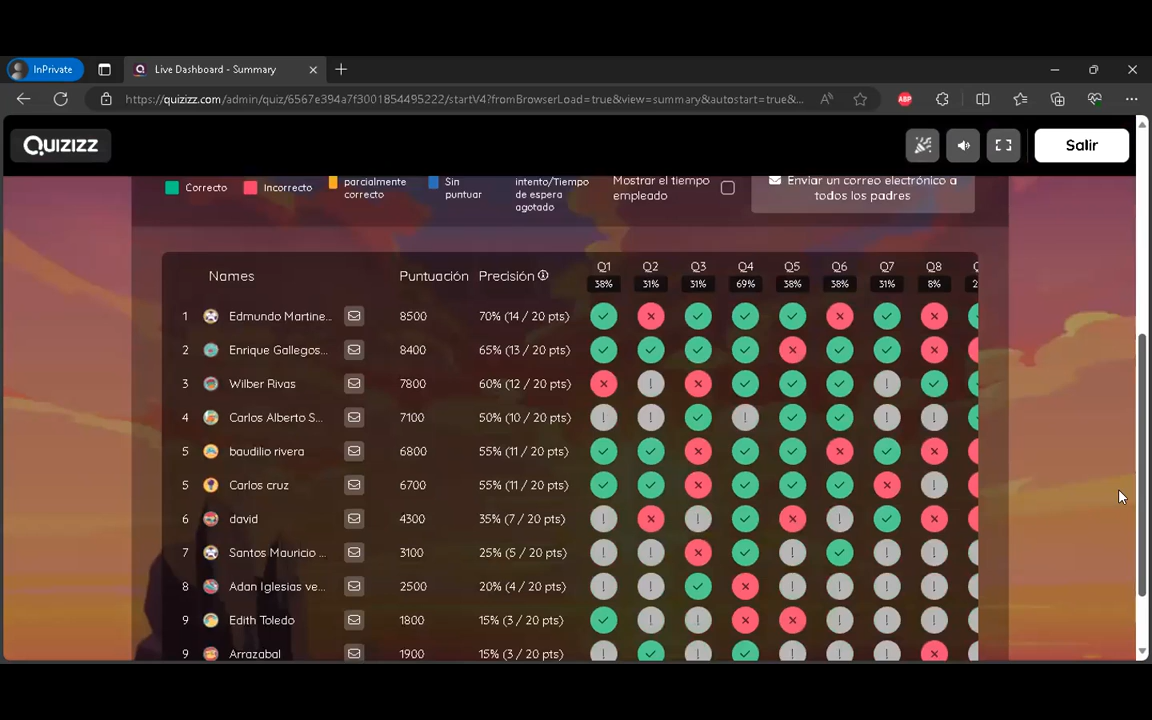 InPrivate
Live Dashboard - Summary
https://quizizz.com/admin/quiz/6567e394a7f3001854495222/startV4?fromBrowserLoad=true&view=summary&autostart=true&...
ABP
QUIZIZZ
Salir
Correcto
Incorrecto
parcialmente
correcto
Sin
puntuar
intento/Tiempo
de espera
agotado
Mostrar el tiempo
empleado
Enviar un correo electrónico a
todos los padres
Names Puntuación Precisión Q1 Q2 Q3 Q4 Q5 Q6 Q7 Q8
38% 31% 31% 69% 38% 38% 31% 8% 2
1 Edmundo Martine... 8500 70% (14 / 20 pts)
2 Enrique Gallegos... 8400 65% (13 / 20 pts)
3 Wilber Rivas 7800 60% (12 / 20 pts)
4 Carlos Alberto S... 7100 50% (10 / 20 pts)
5 baudilio rivera 6800 55% (11 / 20 pts)
5 Carlos cruz 6700 55% (11 / 20 pts)
6 david 4300 35% (7 / 20 pts)
7 Santos Mauricio ... 3100 25% (5 / 20 pts)
8 Adan Iglesias ve... 2500 20% (4 / 20 pts)
9 Edith Toledo 1800 15% (3 / 20 pts)
9 Arrazabal 1900 15% (3 / 20 pts)